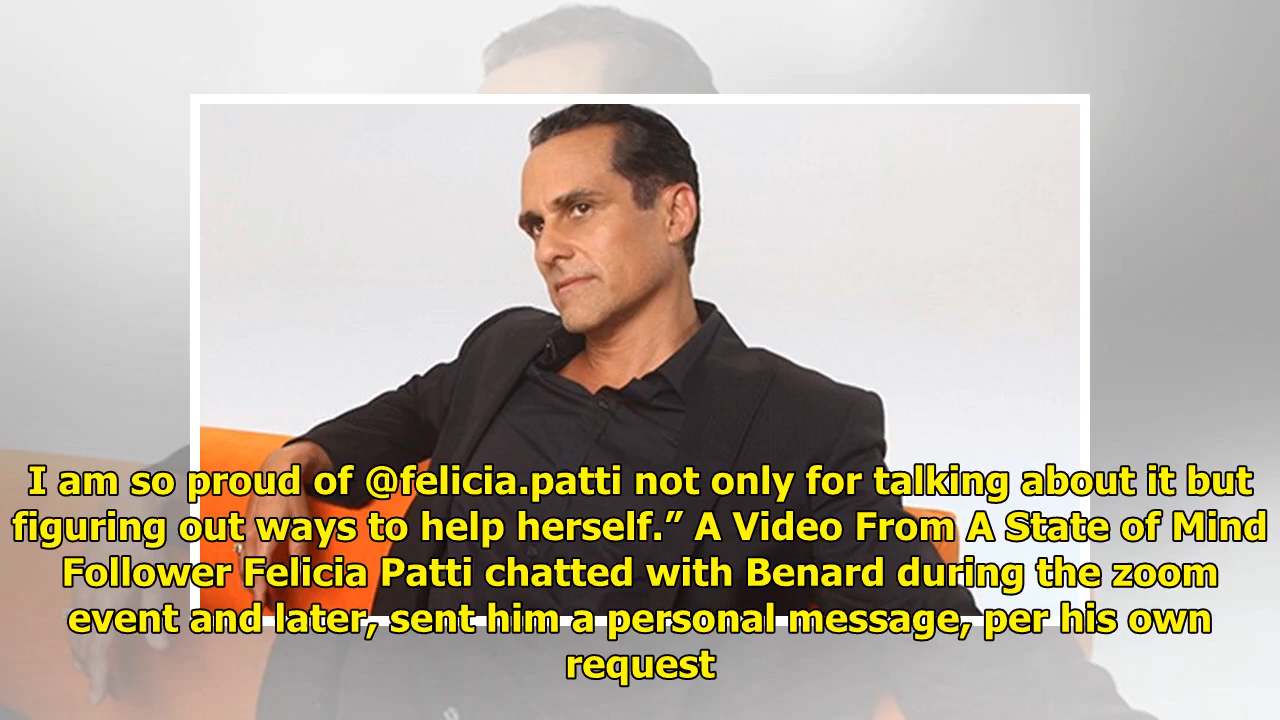 I am so proud of @felicia.patti not only for talking about it but
figuring out ways to help herself.” A Video From A State of Mind
Follower Felicia Patti chatted with Benard during the zoom
event and later, sent him a personal message, per his own
request